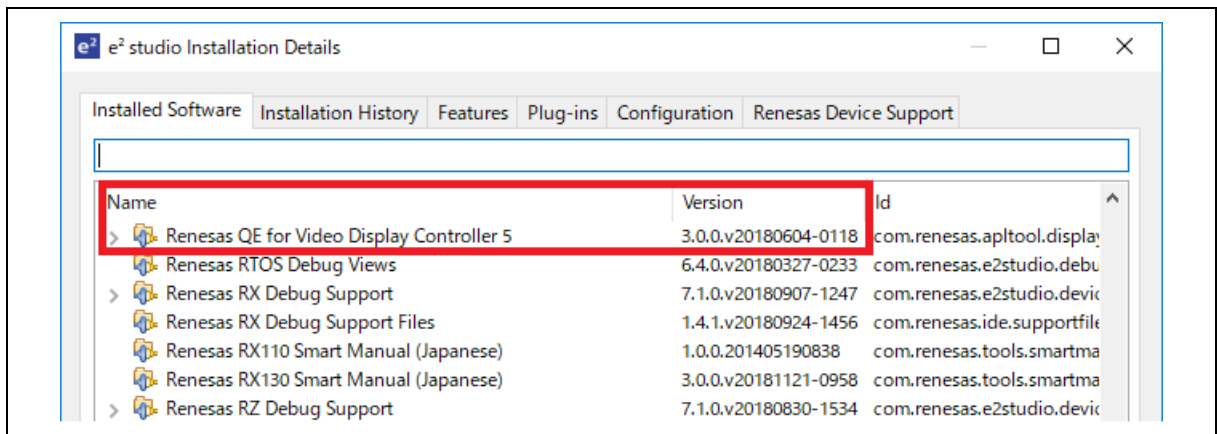 e² e² studio Installation Details
Installed Software Installation History Features Plug-ins Configuration Renesas Device Support
Name Version Id
Renesas QE for Video Display Controller 5 3.0.0.v20180604-0118 com.renesas.apltool.display
Renesas RTOS Debug Views 6.4.0.v20180327-0233 com.renesas.e2studio.debu
Renesas RX Debug Support 7.1.0.v20180907-1247 com.renesas.e2studio.devic
Renesas RX Debug Support Files 1.4.1.v20180924-1456 com.renesas.ide.supportfile
Renesas RX110 Smart Manual (Japanese) 1.0.0.201405190838 com.renesas.tools.smartma
Renesas RX130 Smart Manual (Japanese) 3.0.0.v20181121-0958 com.renesas.tools.smartma
Renesas RZ Debug Support 7.1.0.v20180830-1534 com.renesas.e2studio.devic